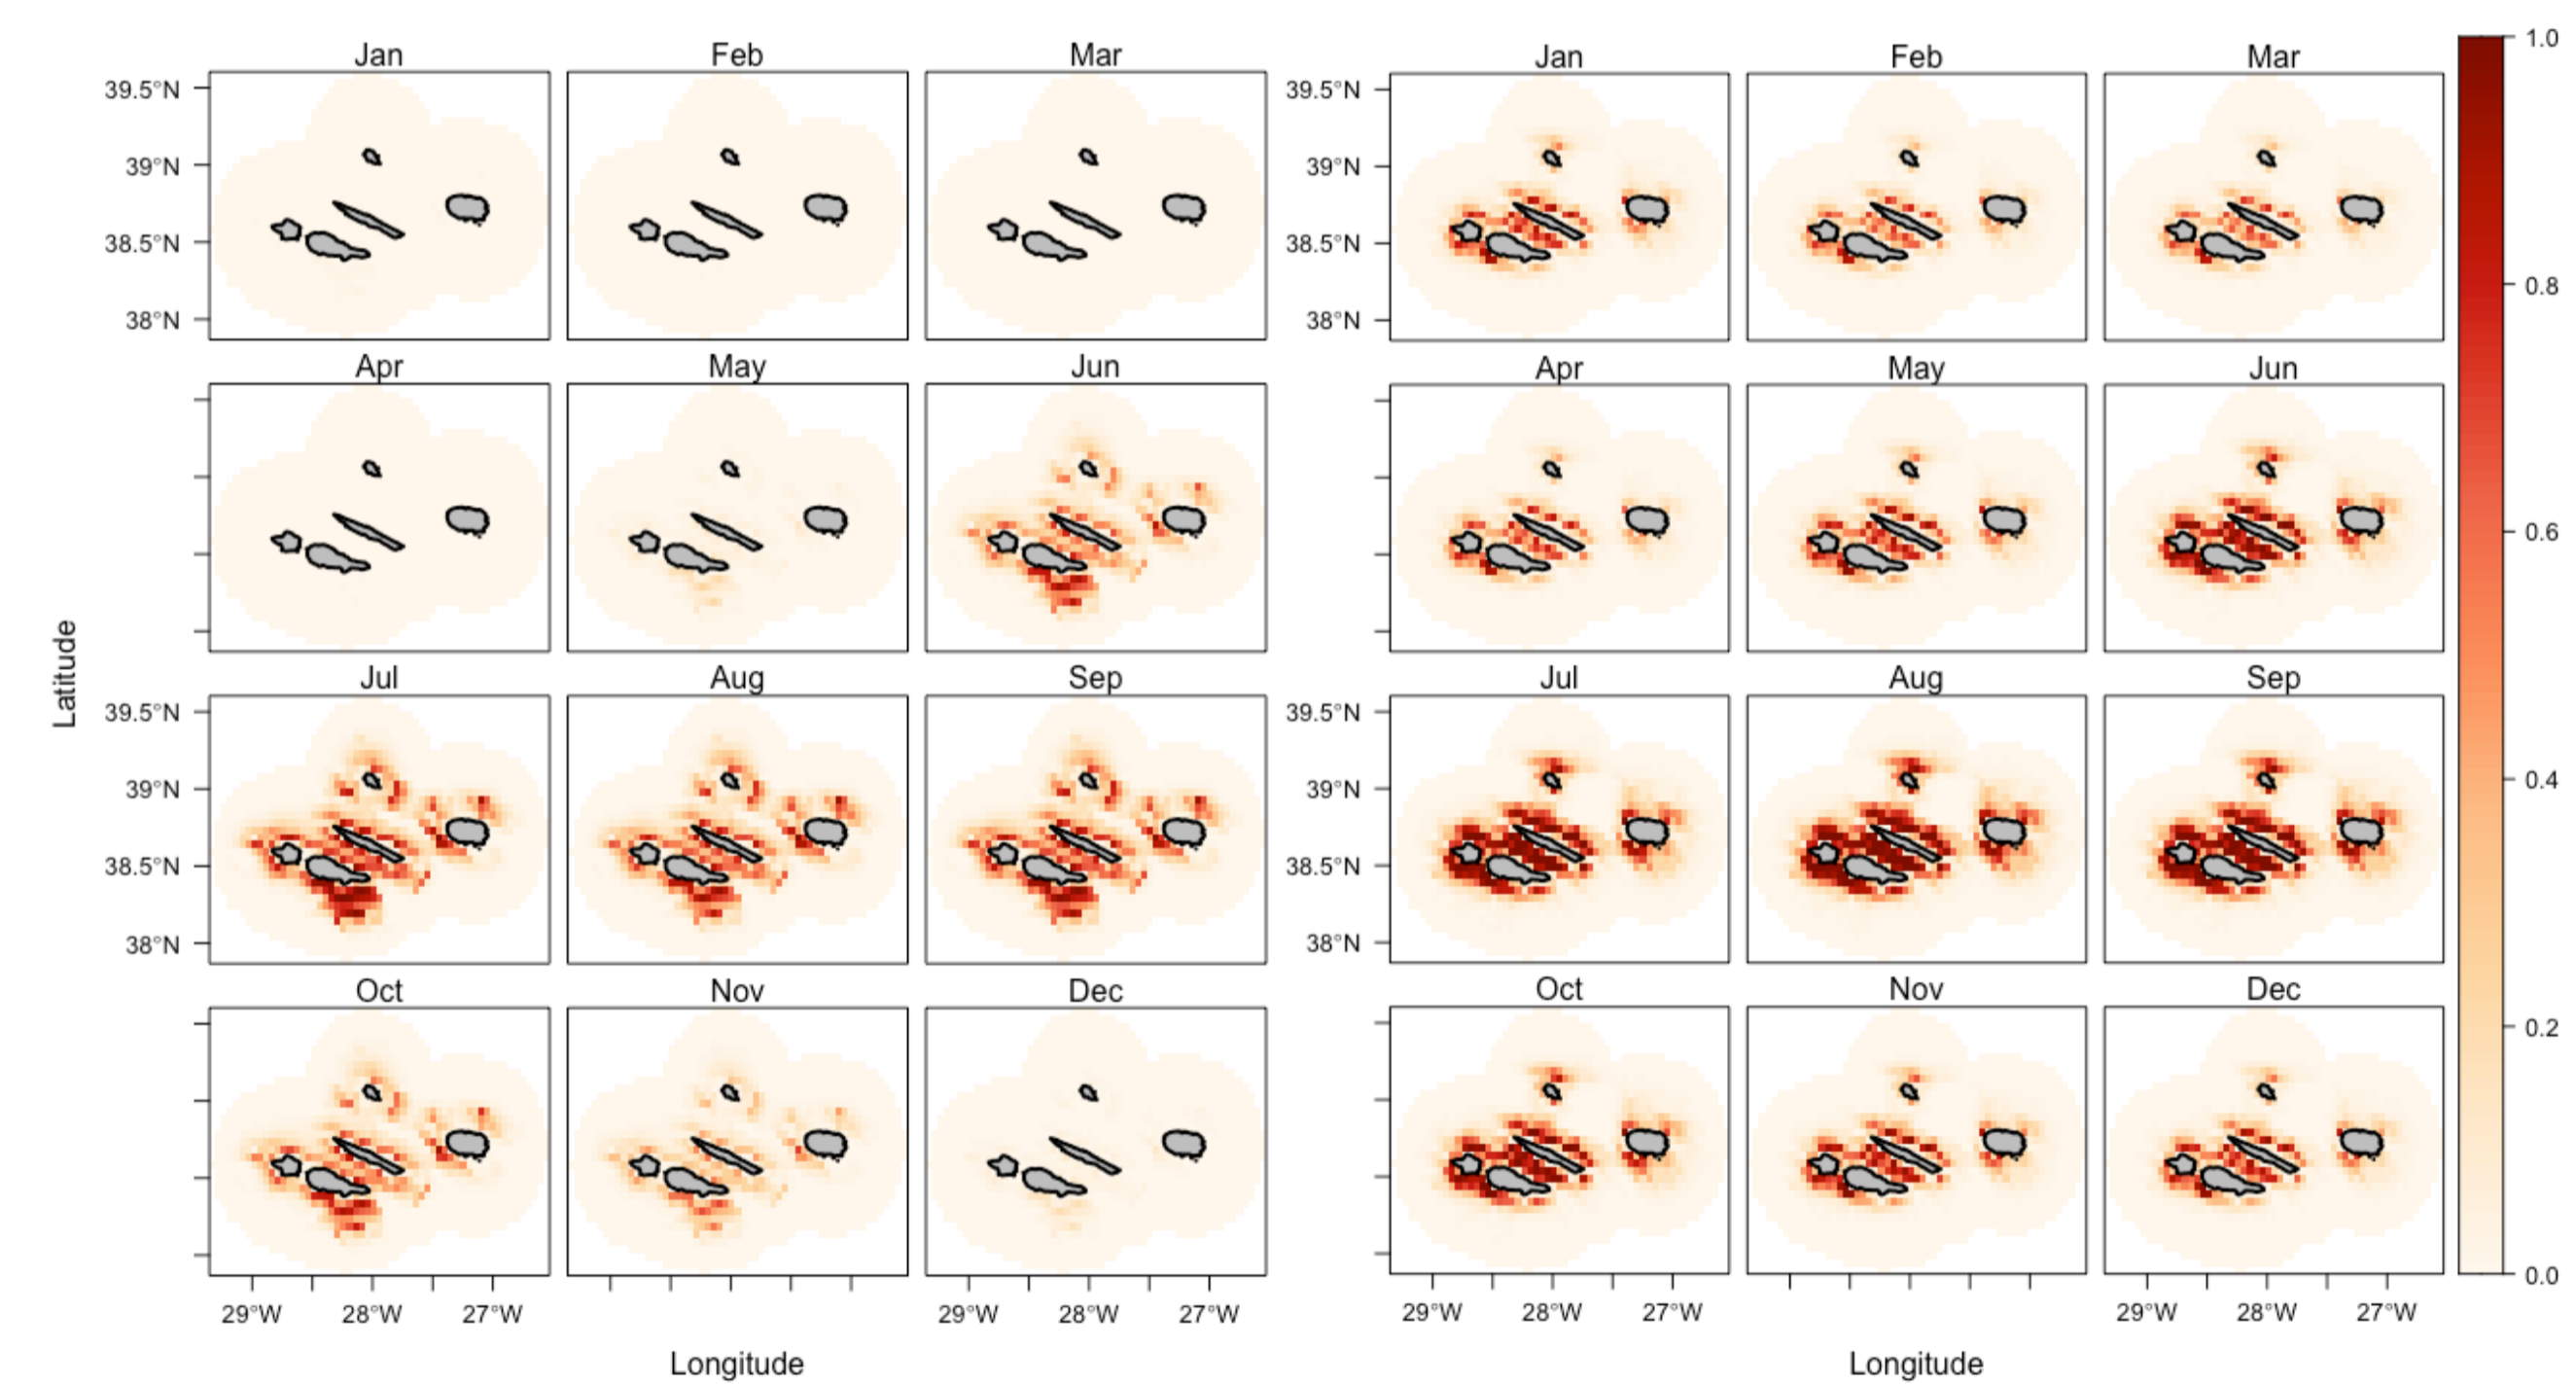 Jan Feb Mar Jan Feb Mar
1.0
39.5°N 39.5°N
39°N 39°N
38.5°N 38.5°N
0.8
38°N 38°N
Apr May Jun Apr May Jun
0.6
Latitude
Jul Aug Sep Jul Aug Sep
39.5°N 39.5°N
0.4
39°N 39°N
38.5°N 38.5°N
38°N 38°N
Oct Nov Dec Oct Nov Dec
0.2
0.0
29°W 28°W 27°W 29°W 28°W 27°W 29°W 28°W 27°W 29°W 28°W 27°W
Longitude Longitude